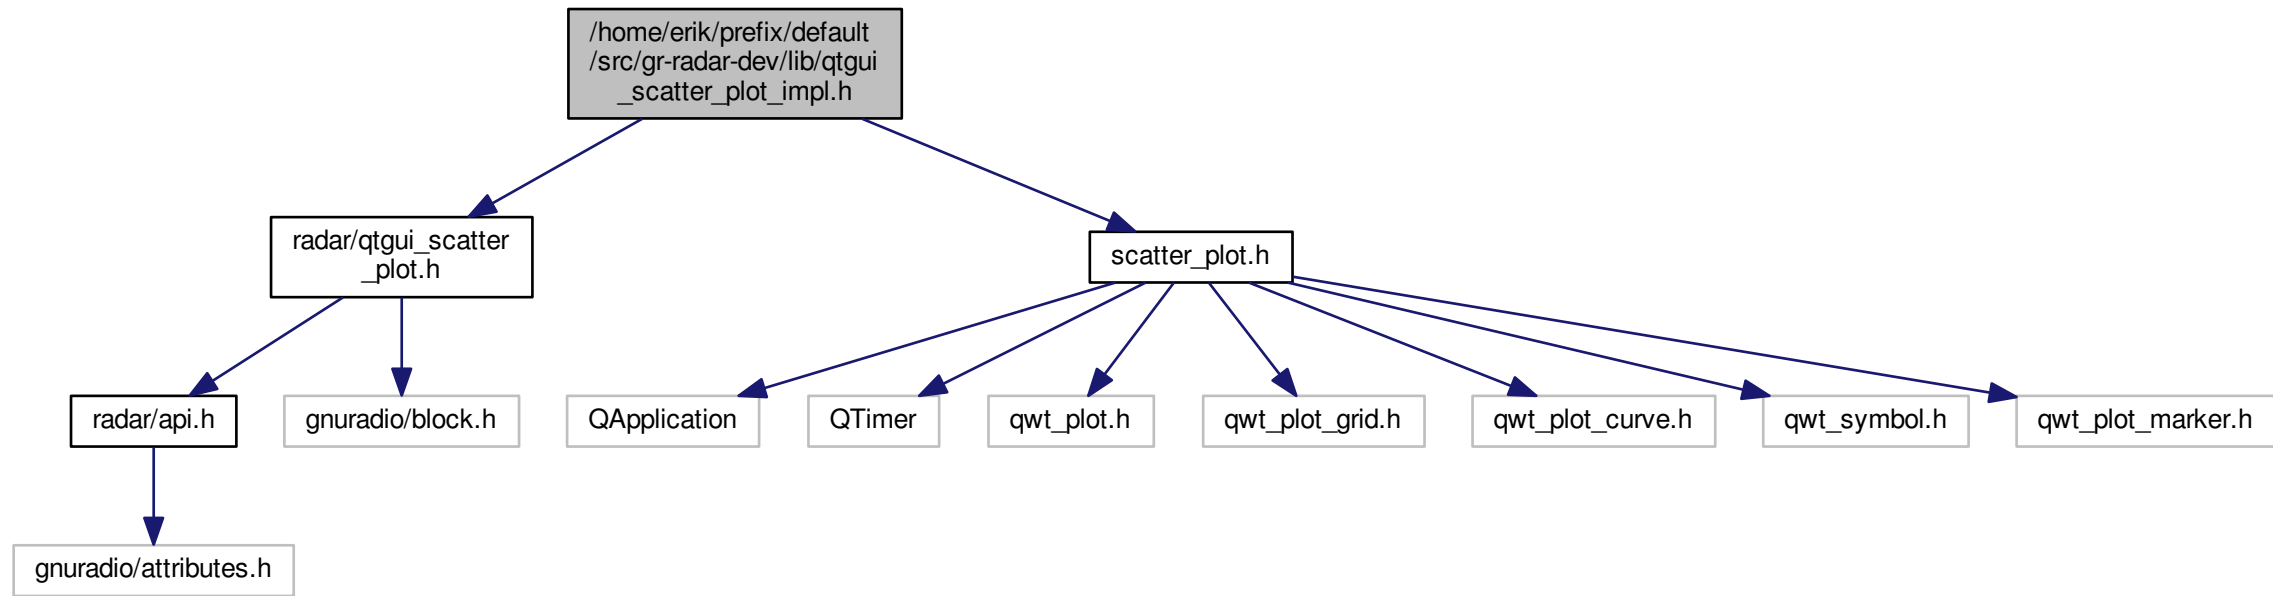 /home/erik/prefix/default
/src/gr-radar-dev/lib/qtgui
_scatter_plot_impl.h
radar/qtgui_scatter
_plot.h
scatter_plot.h
radar/api.h
gnuradio/block.h
QApplication
QTimer
qwt_plot.h
qwt_plot_grid.h
qwt_plot_curve.h
qwt_symbol.h
qwt_plot_marker.h
gnuradio/attributes.h